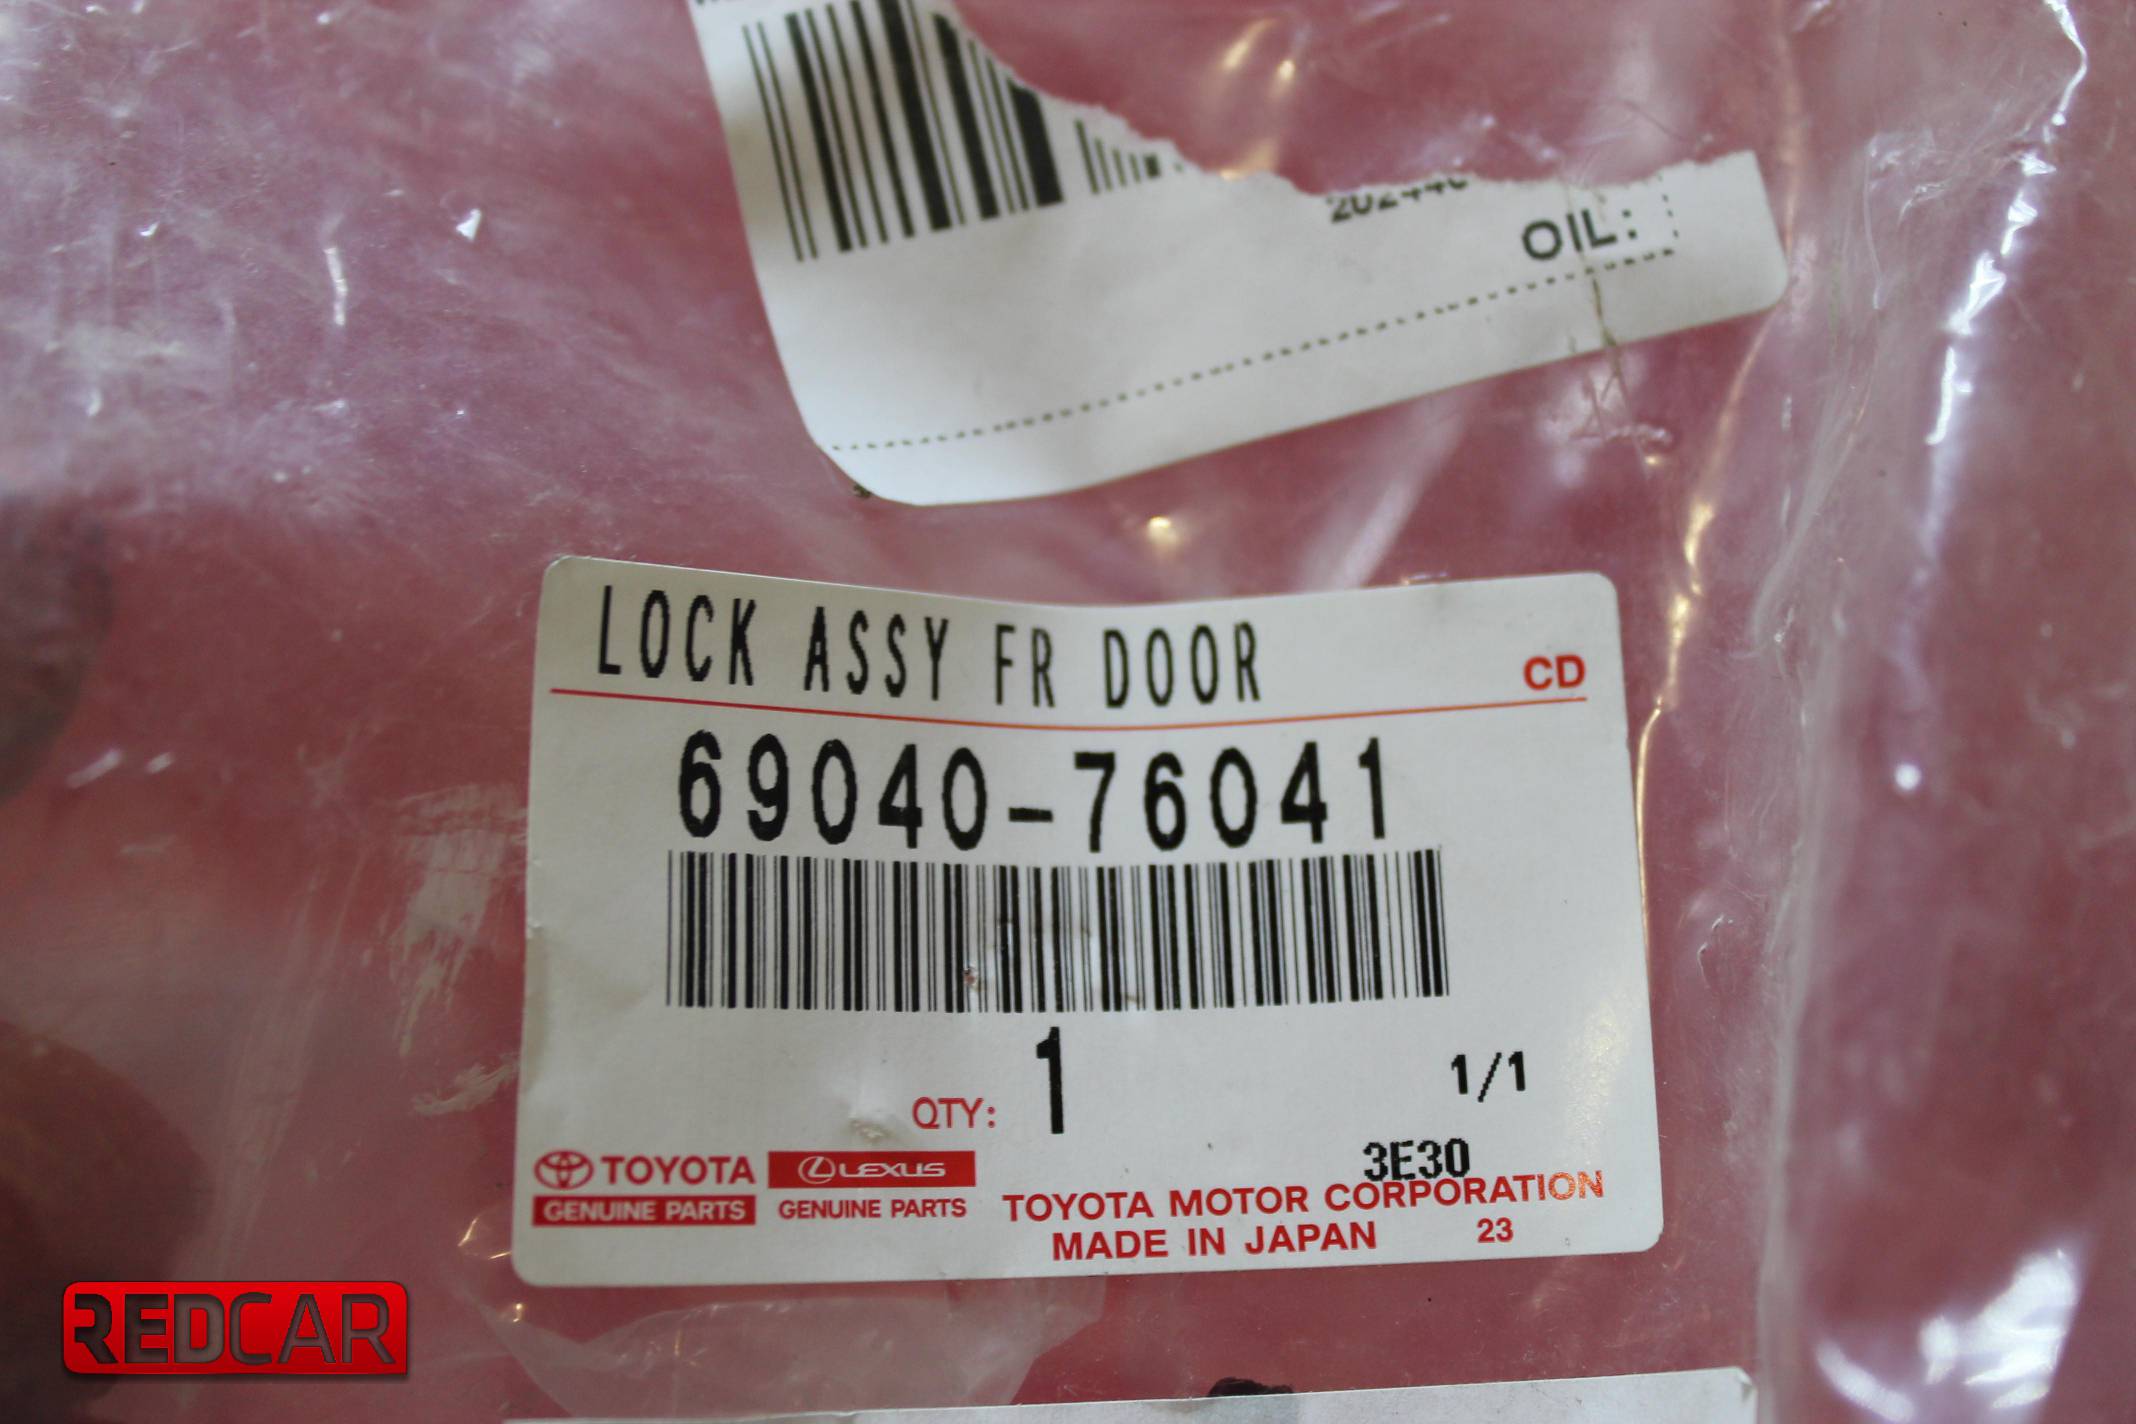 OIL:
LOCK ASSY FR DOOR
CD
69040-76041
QTY: 1
1/1
3E30
TOYOTA
GENUINE PARTS
LEXUS
GENUINE PARTS
TOYOTA MOTOR CORPORATION
MADE IN JAPAN 23
REDCAR